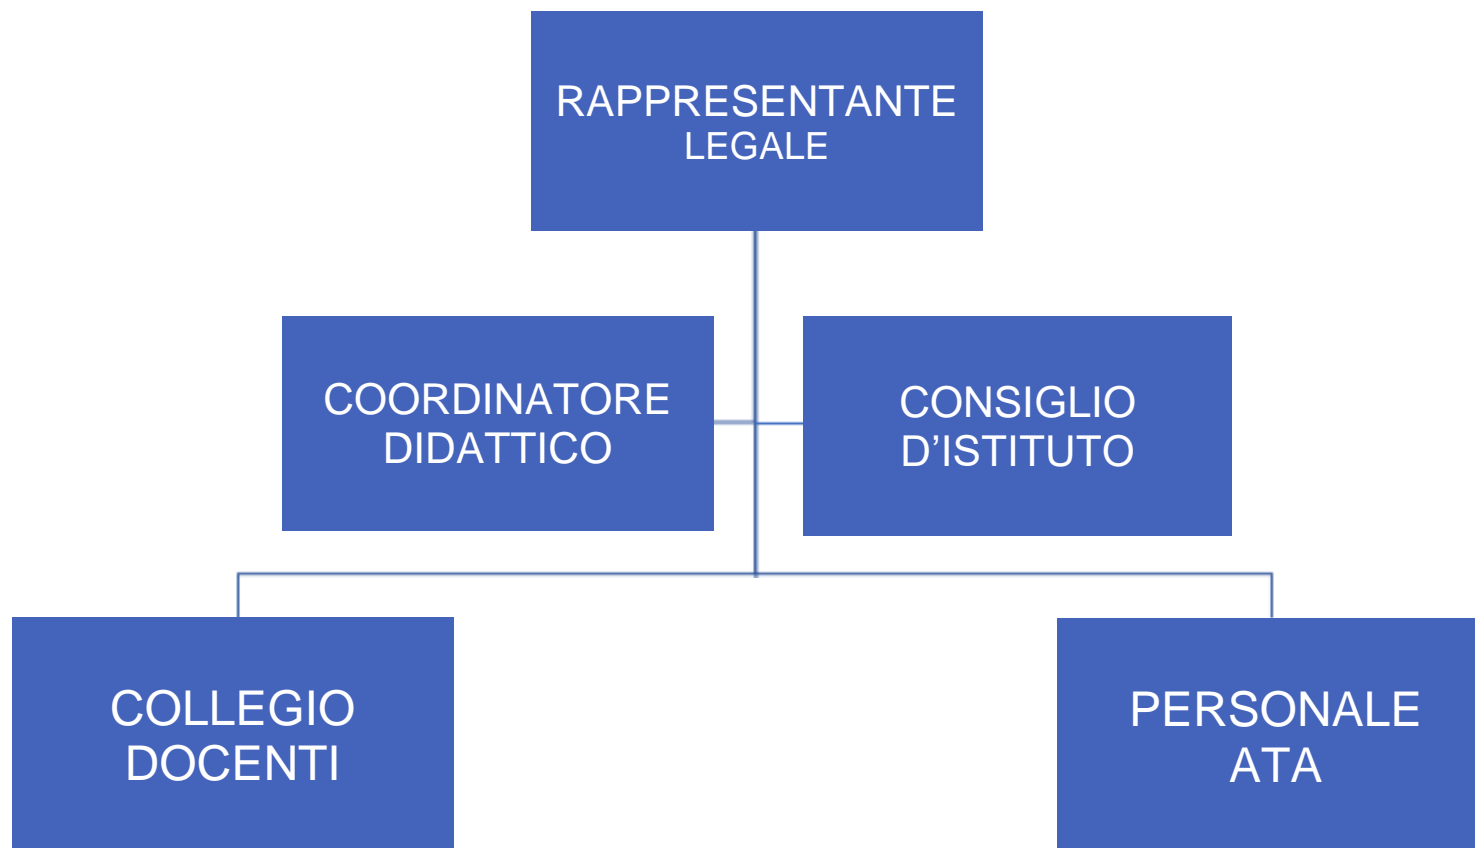 RAPPRESENTANTE
LEGALE
COORDINATORE
DIDATTICO
CONSIGLIO
D’ISTITUTO
COLLEGIO
DOCENTI
PERSONALE
ATA